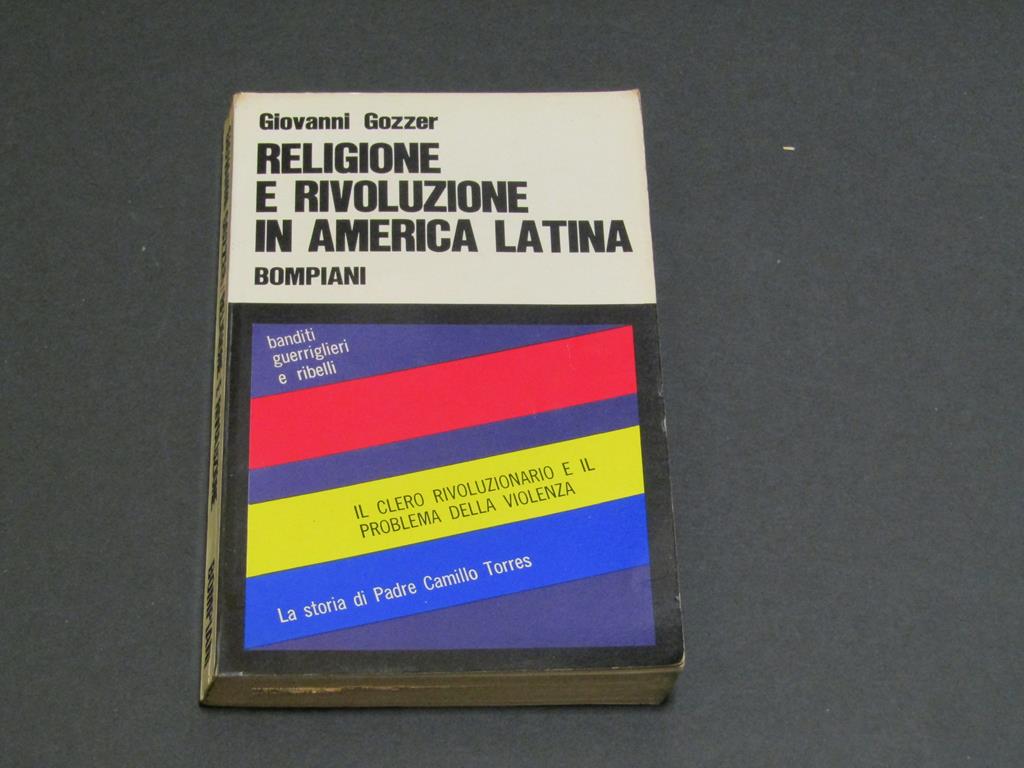 Giovanni Gozzer
RELIGIONE
E RIVOLUZIONE
IN AMERICA LATINA
BOMPIANI
banditi
guerriglieri
e ribelli
IL CLERO RIVOLUZIONARIO E IL
PROBLEMA DELLA VIOLENZA
La storia di Padre Camillo Torres